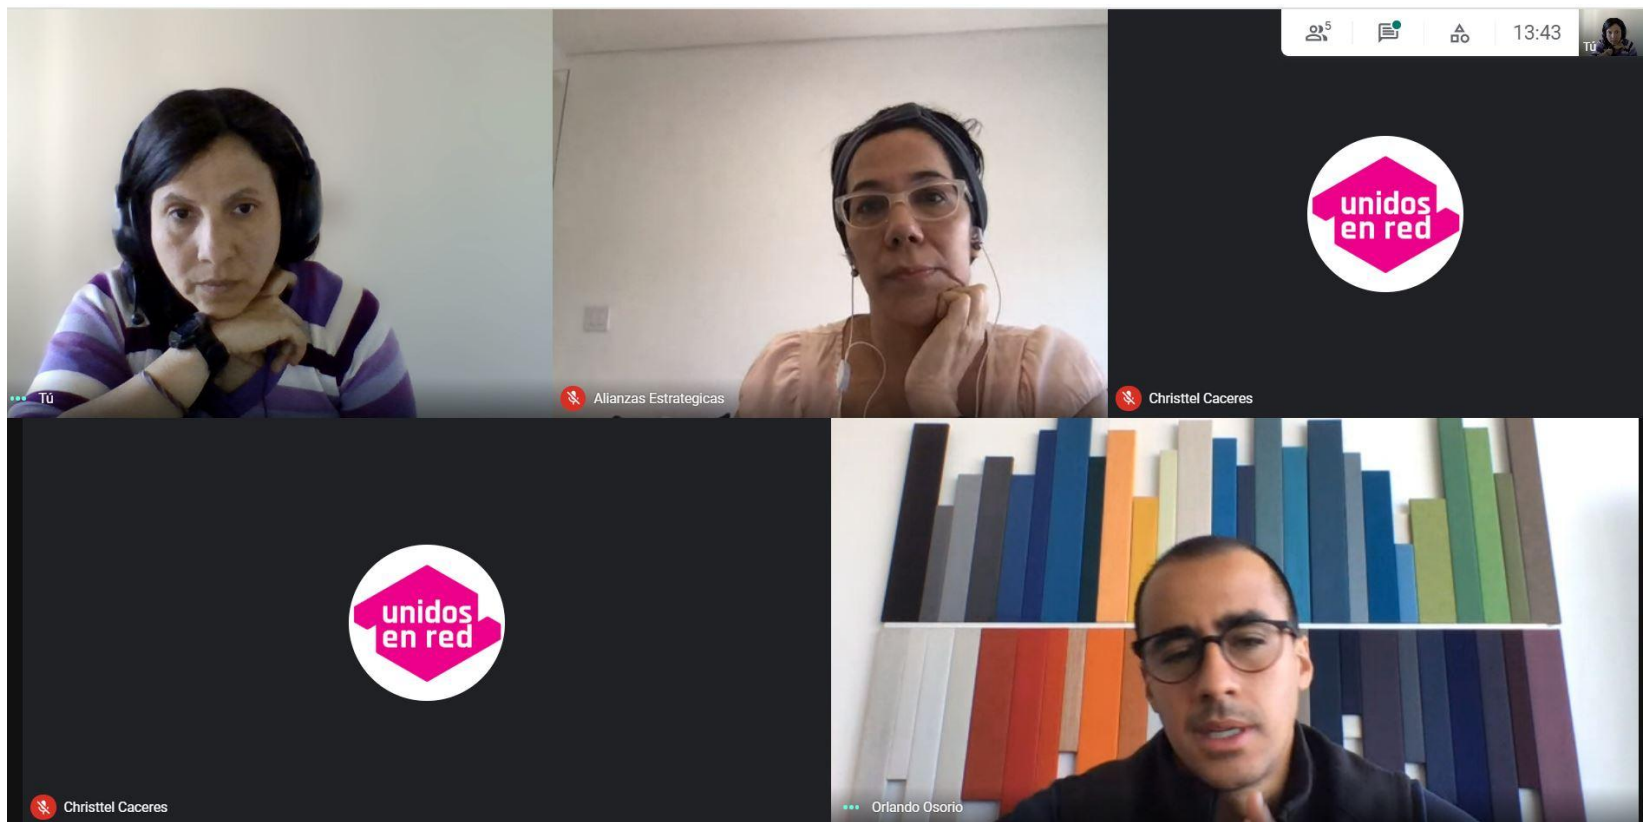 5
13:43
Tú
unidos
en red
Tú
Alianzas Estrategicas
Christtel Caceres
unidos
en red
Christtel Caceres
Orlando Osorio